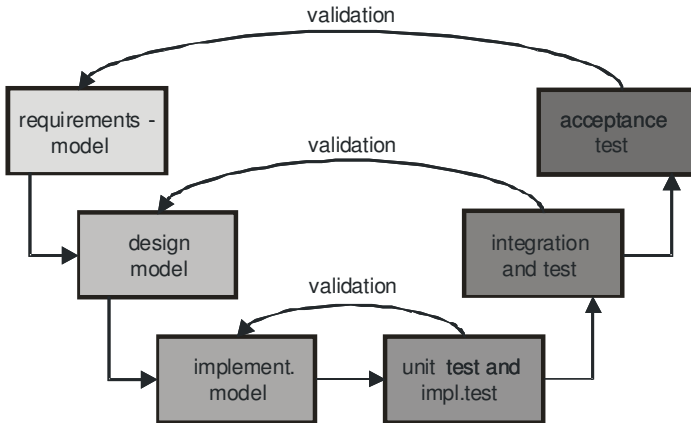 validation
requirements -
model
acceptance
test
validation
design
model
integration
and test
validation
implement.
model
unit test and
impl.test